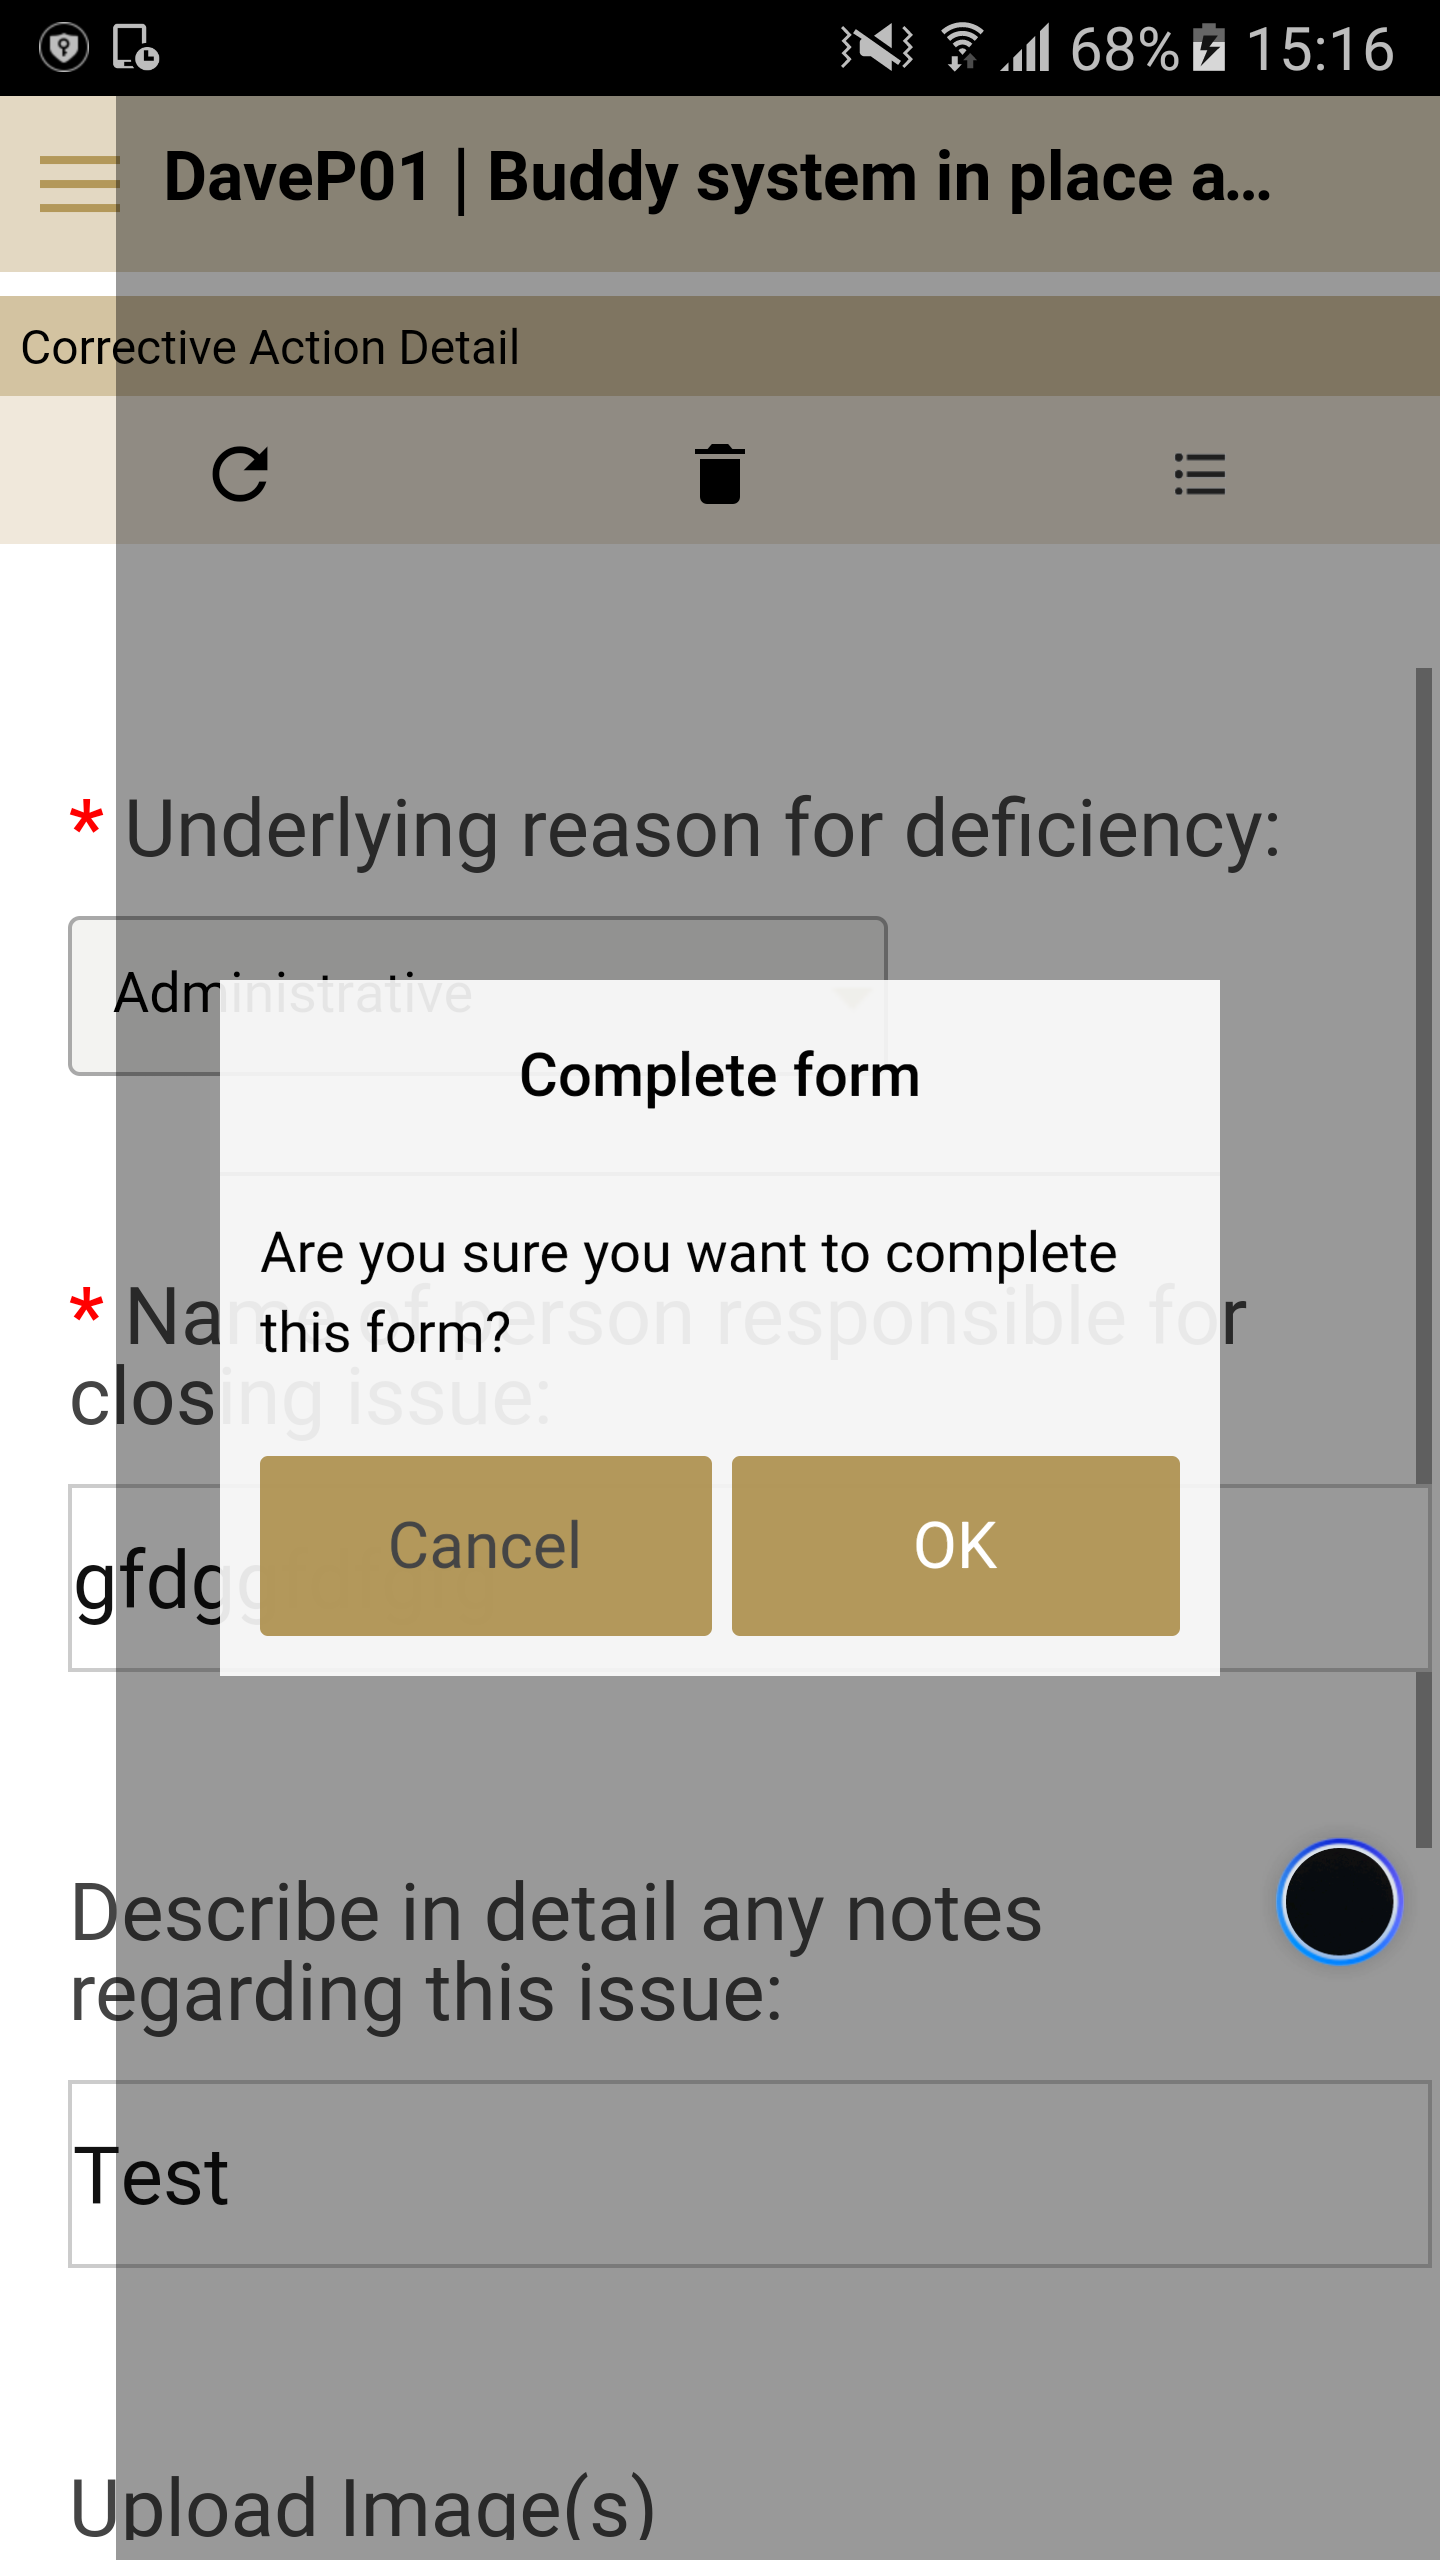 68% 15:16
DaveP01 | Buddy system in place a...
Corrective Action Detail
* Underlying reason for deficiency:
Administrative
Complete form
Are you sure you want to complete
this form?
* Name of person responsible for
closing issue:
Cancel
OK
Describe in detail any notes
regarding this issue:
Test
Upload Image(s)